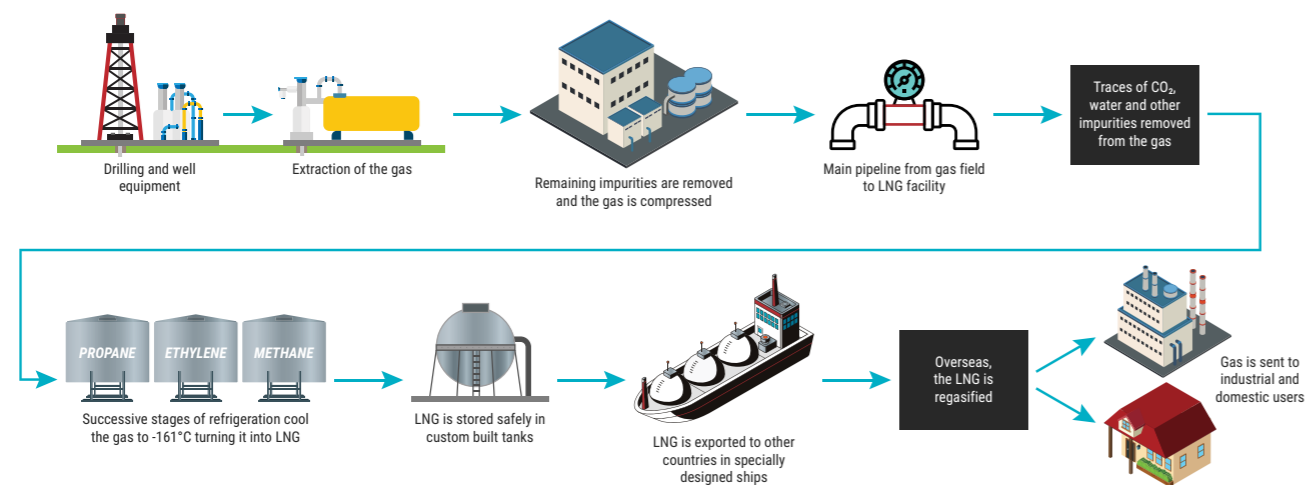 Drilling and well
equipment
Extraction of the gas
Remaining impurities are removed
and the gas is compressed
Main pipeline from gas field
to LNG facility
Traces of CO₂,
water and other
impurities removed
from the gas
PROPANE
ETHYLENE
METHANE
Successive stages of refrigeration cool
the gas to -161°C turning it into LNG
LNG is stored safely in
custom built tanks
LNG is exported to other
countries in specially
designed ships
Overseas,
the LNG is
regasified
Gas is sent to
industrial and
domestic users